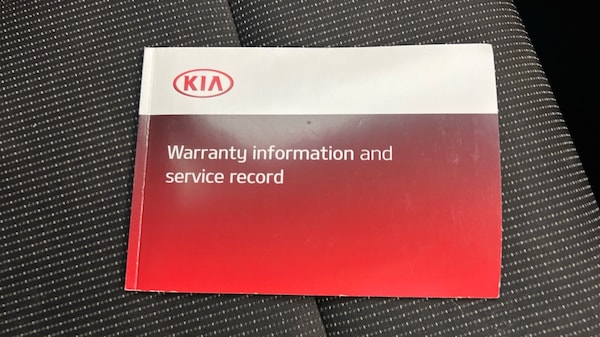 KIA
Warranty information and
service record